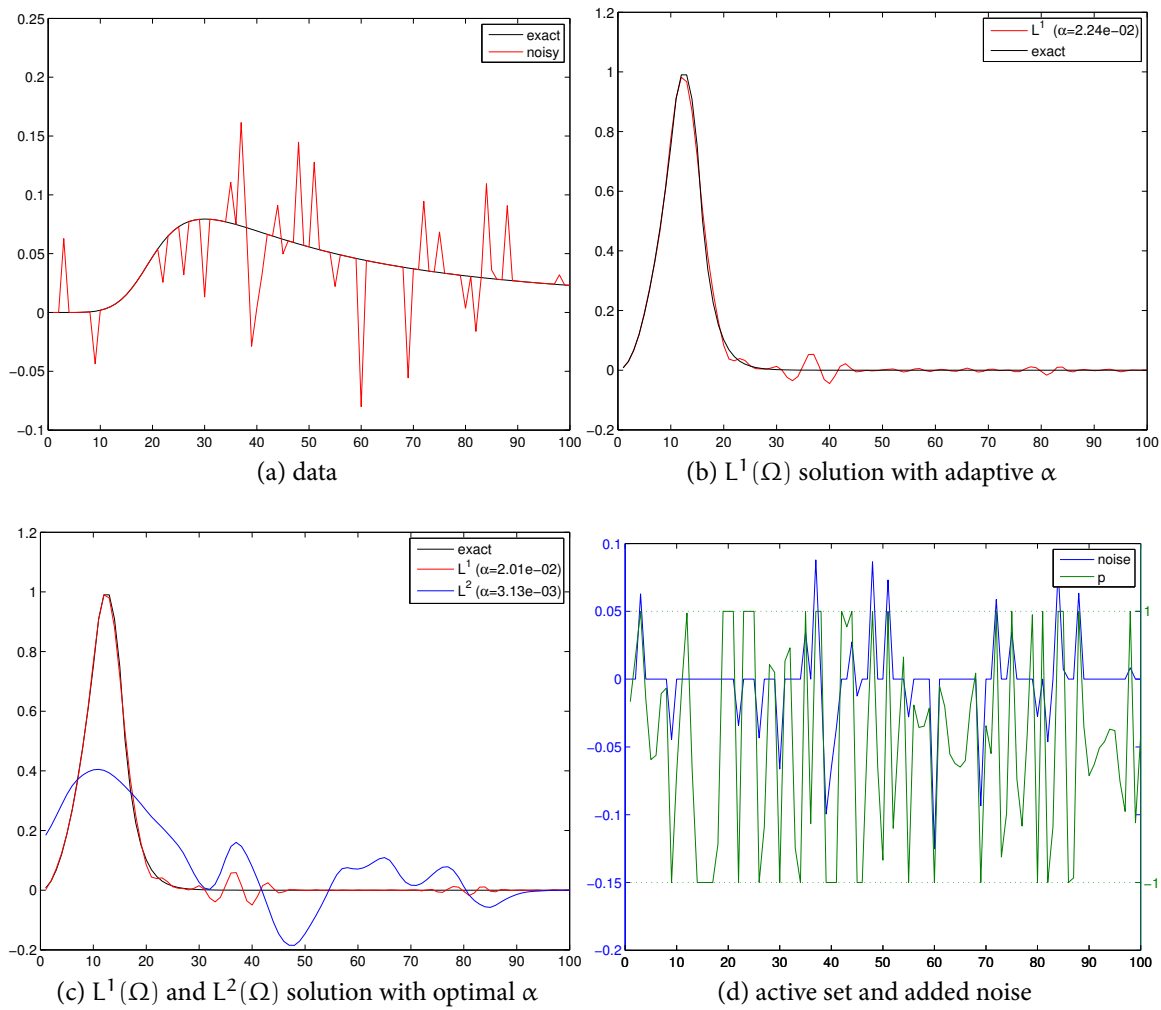 0.25
0.2
0.15
0.1
0.05
0
−0.05
−0.1
0 10 20 30 40 50 60 70 80 90 100
exact
noisy
(a) data
1.2
1
0.8
0.6
0.4
0.2
0
−0.2
0 10 20 30 40 50 60 70 80 90 100
L¹ (α=2.24e−02)
exact
(b) L¹(Ω) solution with adaptive α
1.2
1
0.8
0.6
0.4
0.2
0
−0.2
0 10 20 30 40 50 60 70 80 90 100
exact
L¹ (α=2.01e−02)
L² (α=3.13e−03)
(c) L¹(Ω) and L²(Ω) solution with optimal α
0.1
0.05
0
−0.05
−0.1
−0.15
−0.2
0 10 20 30 40 50 60 70 80 90 100
1
−1
noise
p
(d) active set and added noise